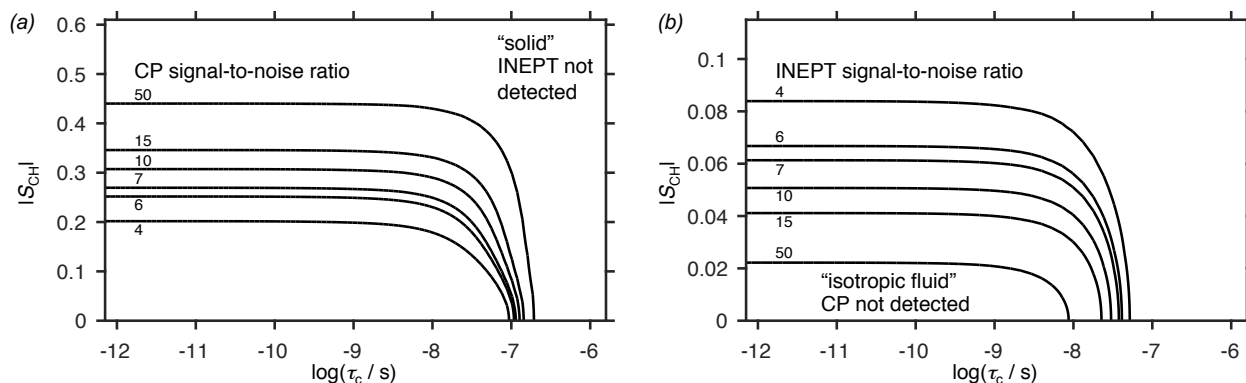 (a)
0.6
“solid”
INEPT not
detected
CP signal-to-noise ratio
0.5
50
0.4
15
10
0.3
7
6
0.2
4
0.1
0
|S_CH|
-12 -11 -10 -9 -8 -7 -6
log(τ_c / s)
(b)
0.1
INEPT signal-to-noise ratio
4
0.08
6
0.06
7
10
0.04
15
50
0.02
“isotropic fluid”
CP not detected
0
|S_CH|
-12 -11 -10 -9 -8 -7 -6
log(τ_c / s)